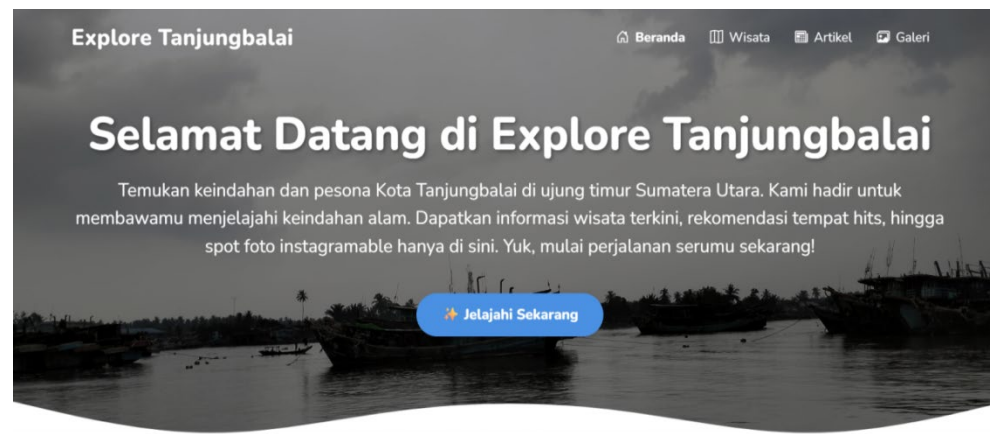 Explore Tanjungbalai
Beranda
Wisata
Artikel
Galeri
Selamat Datang di Explore Tanjungbalai
Temukan keindahan dan pesona Kota Tanjungbalai di ujung timur Sumatera Utara. Kami hadir untuk
membawamu menjelajahi keindahan alam. Dapatkan informasi wisata terkini, rekomendasi tempat hits, hingga
spot foto instagramable hanya di sini. Yuk, mulai perjalanan serumu sekarang!
✨ Jelajahi Sekarang